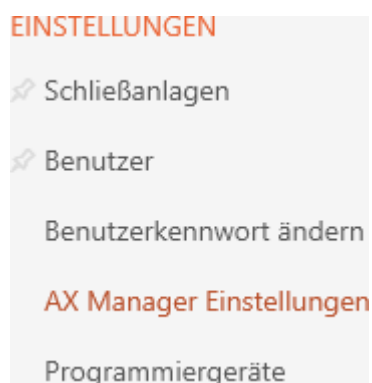 EINSTELLUNGEN
Schließanlagen
Benutzer
Benutzerkennwort ändern
AX Manager Einstellungen
Programmiergeräte